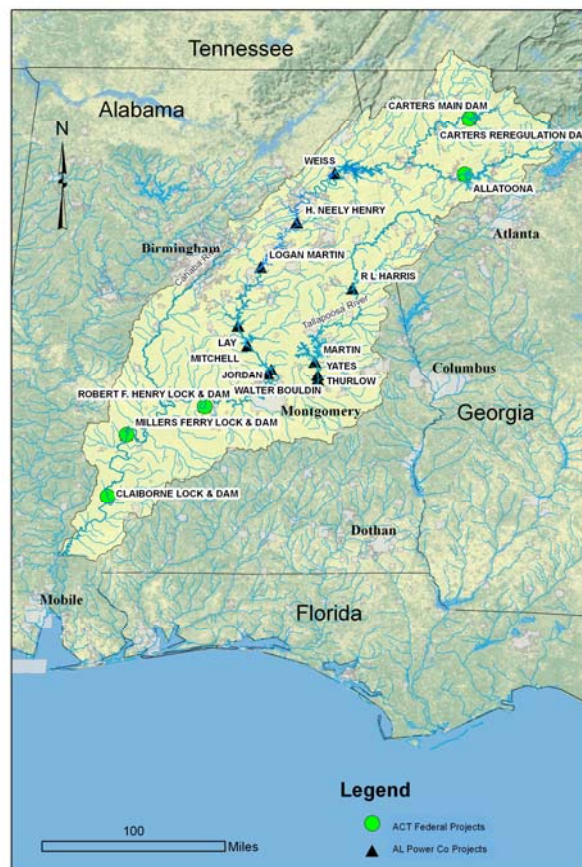 Tennessee
Alabama
CARTERS MAIN DAM
CARTERS REREGULATION DA
N
WEISS
ALLATOONA
H. NEELY HENRY
Atlanta
Birmingham
Cahaba Ri
LOGAN MARTIN
R L HARRIS
Tallapoosa River
LAY
MARTIN
MITCHELL
YATES
Columbus
JORDAN
THURLOW
WALTER BOULDIN
ROBERT F. HENRY LOCK & DAM
Montgomery
Georgia
MILLERS FERRY LOCK & DAM
CLAIBORNE LOCK & DAM
Dothan
Mobile
Florida
Legend
ACT Federal Projects
AL Power Co Projects
100
Miles